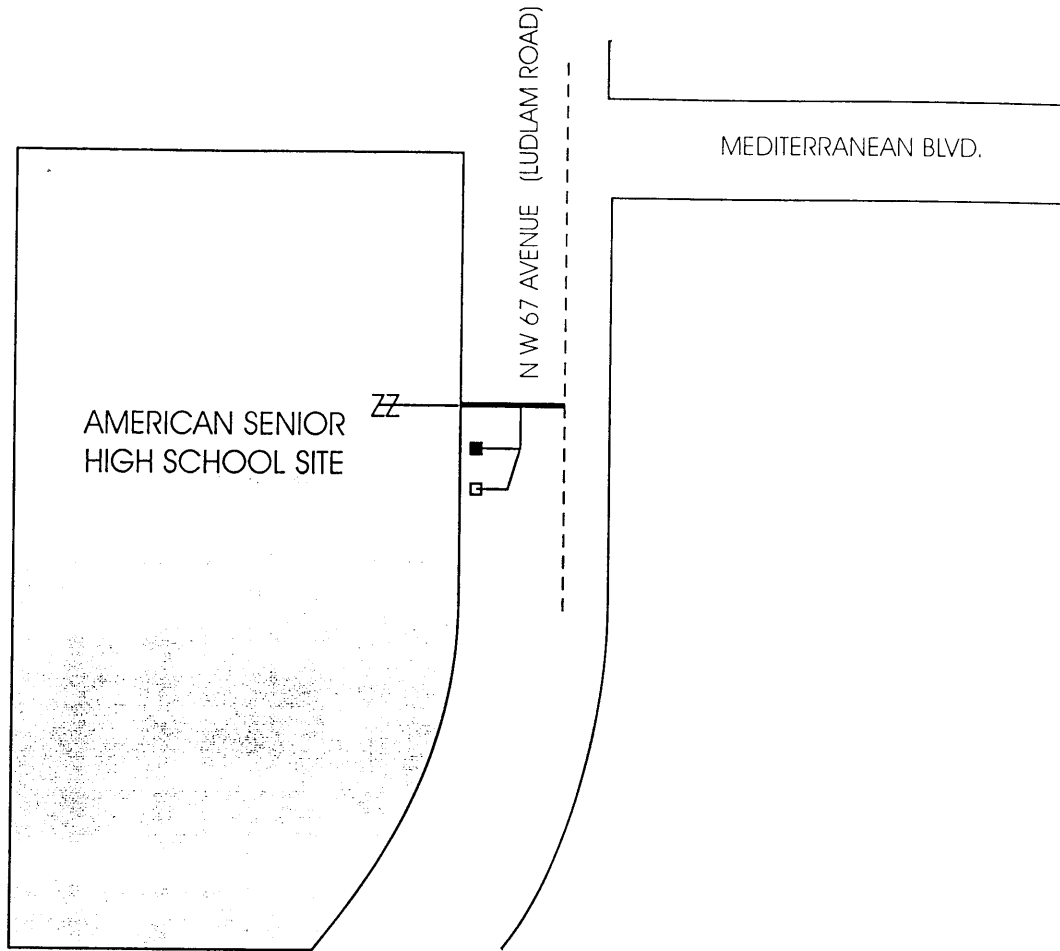 N W 67 AVENUE (LUDLAM ROAD)
MEDITERRANEAN BLVD.
AMERICAN SENIOR
HIGH SCHOOL SITE
ZZ